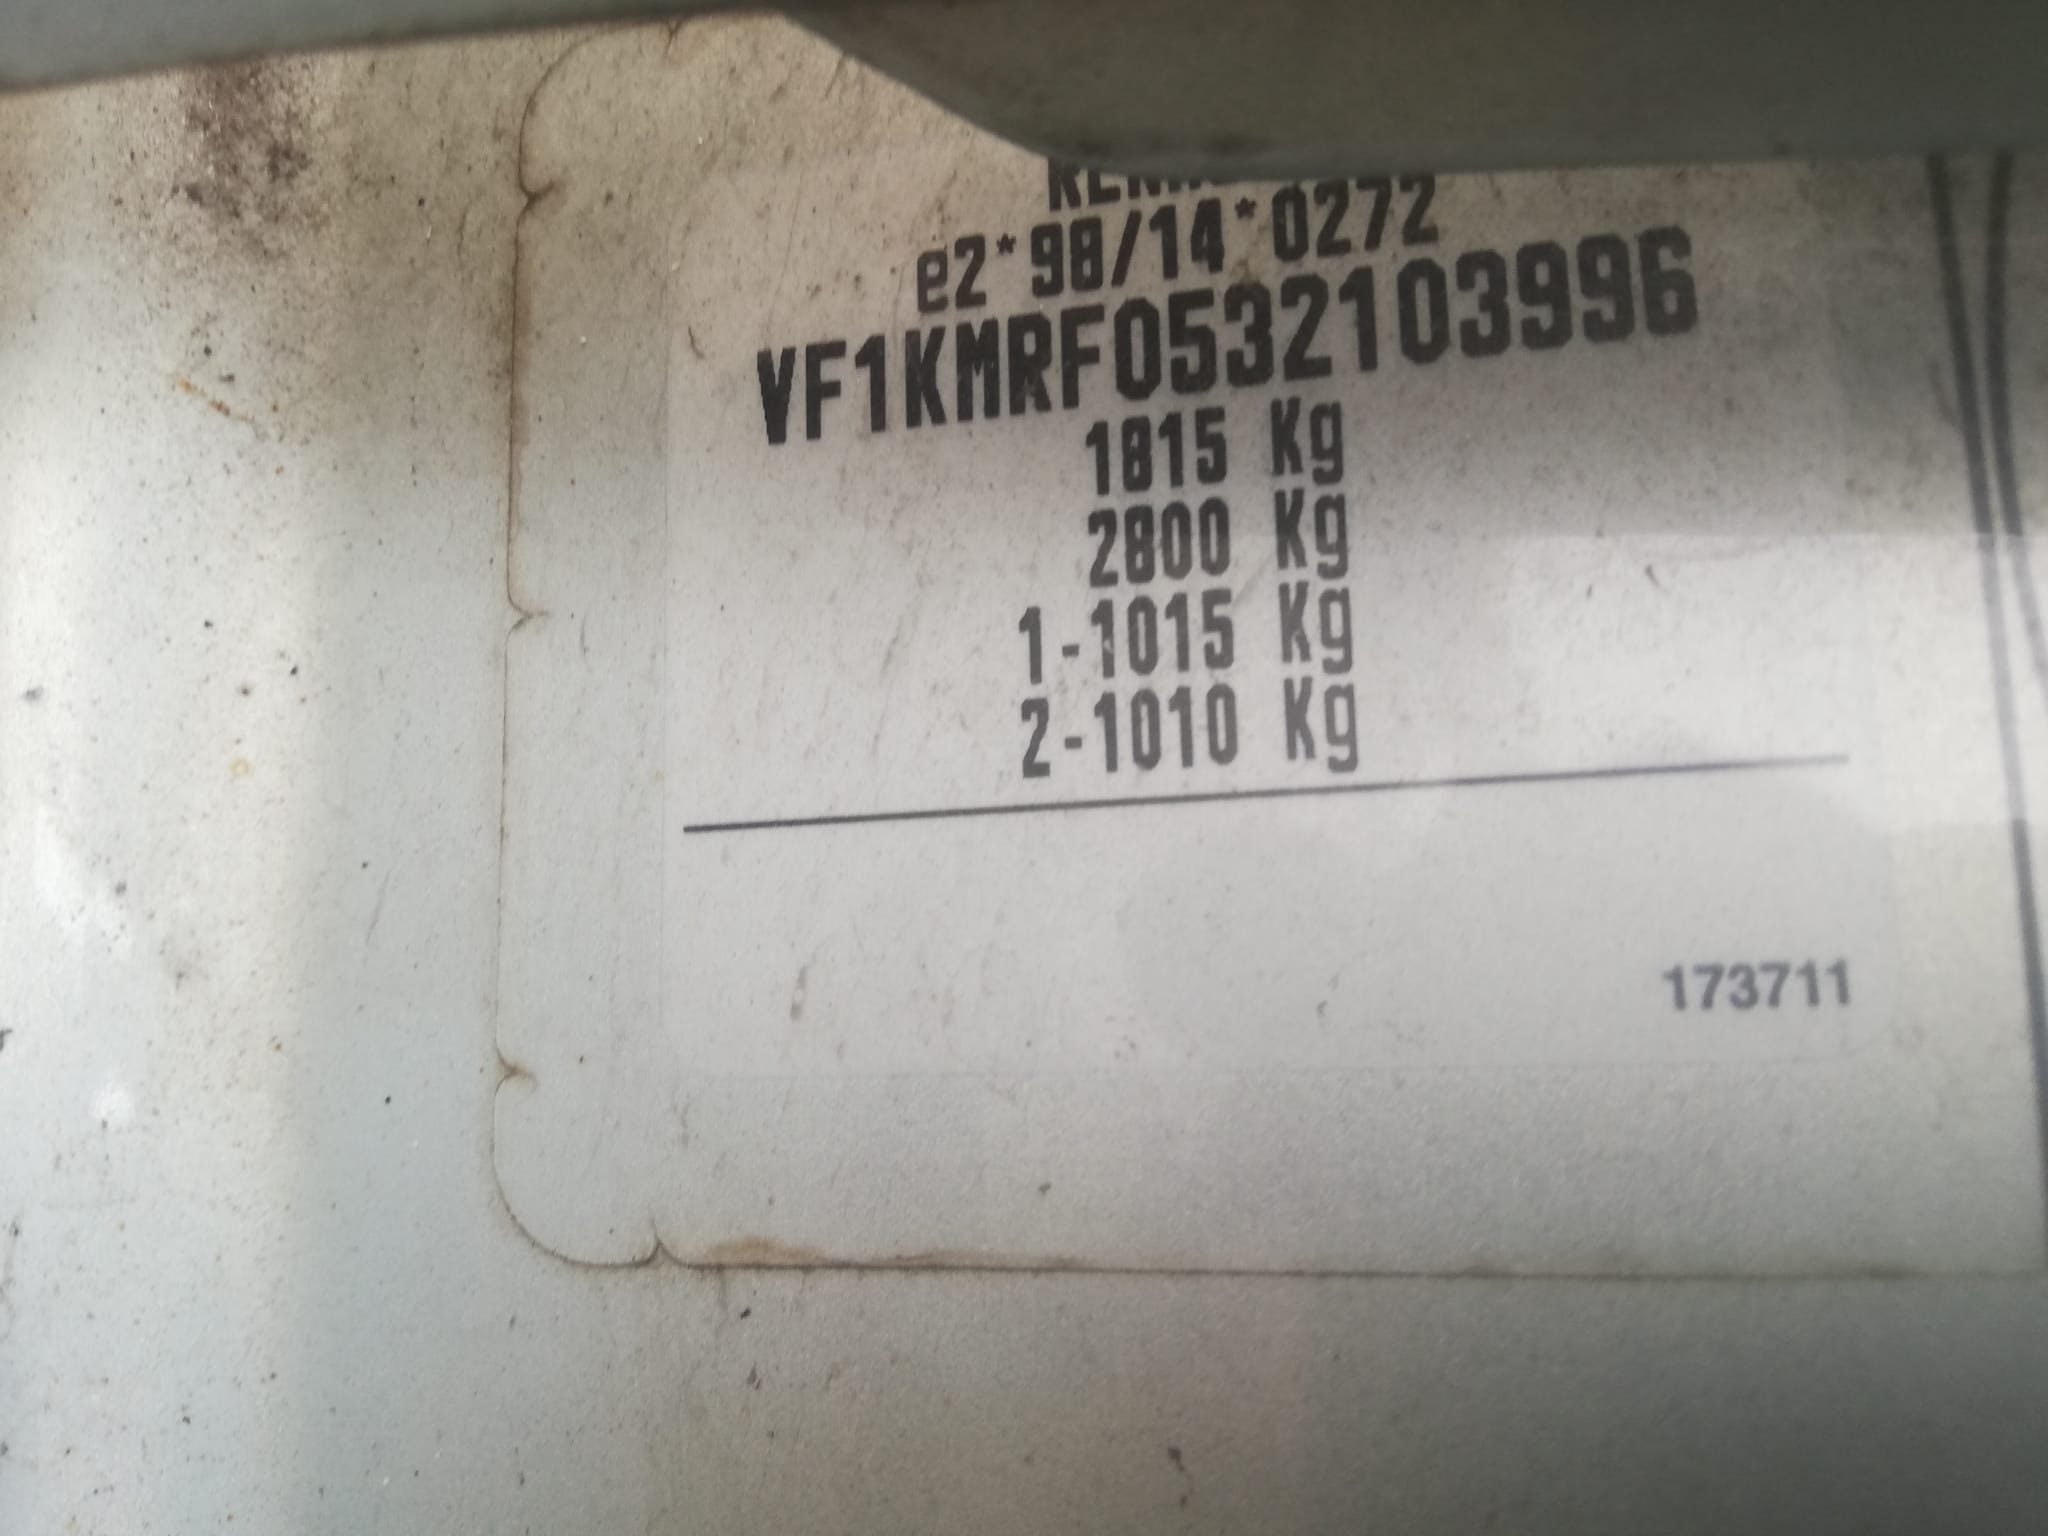 e2*98/14*0272
VF1KMRF0532103996
1815 Kg
2800 Kg
1-1015 Kg
2-1010 Kg
173711